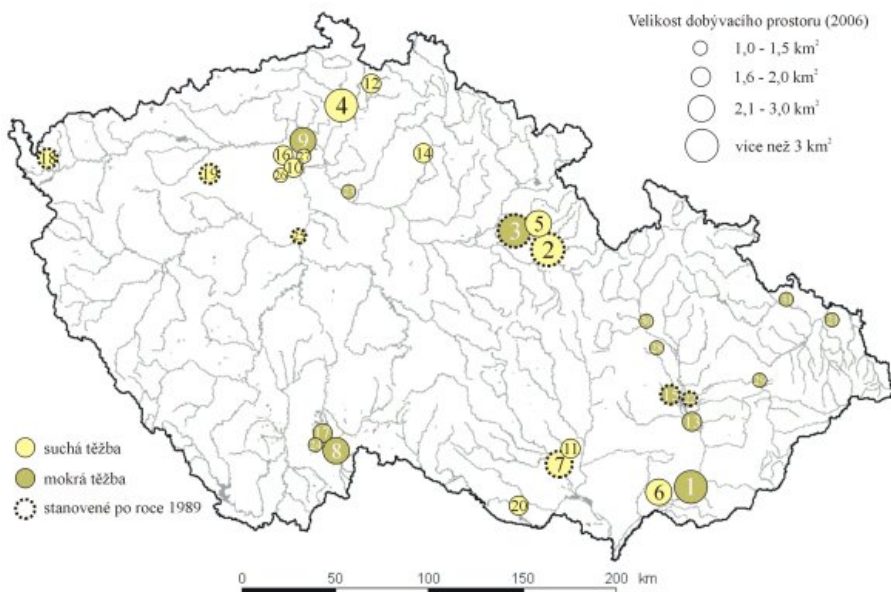 Velikost dobývacího prostoru (2006)
1,0 - 1,5 km²
1,6 - 2,0 km²
2,1 - 3,0 km²
více než 3 km²
12
4
9
18
16
23
14
10
19
26
5
3
2
13
8
11
7
6
1
20
suchá těžba
mokrá těžba
stanovené po roce 1989
0 50 100 150 200 km